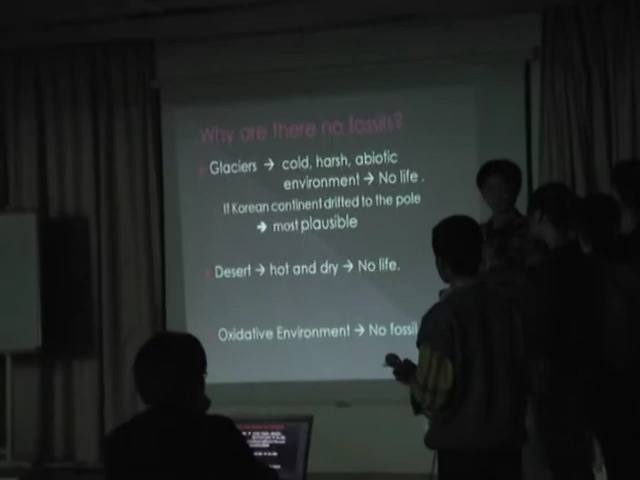 Why are there no fossils?
Glaciers → cold, harsh, abiotic
environment → No life .
If Korean continent drifted to the pole
→ most plausible
Desert → hot and dry → No life.
Oxidative Environment → No fossil